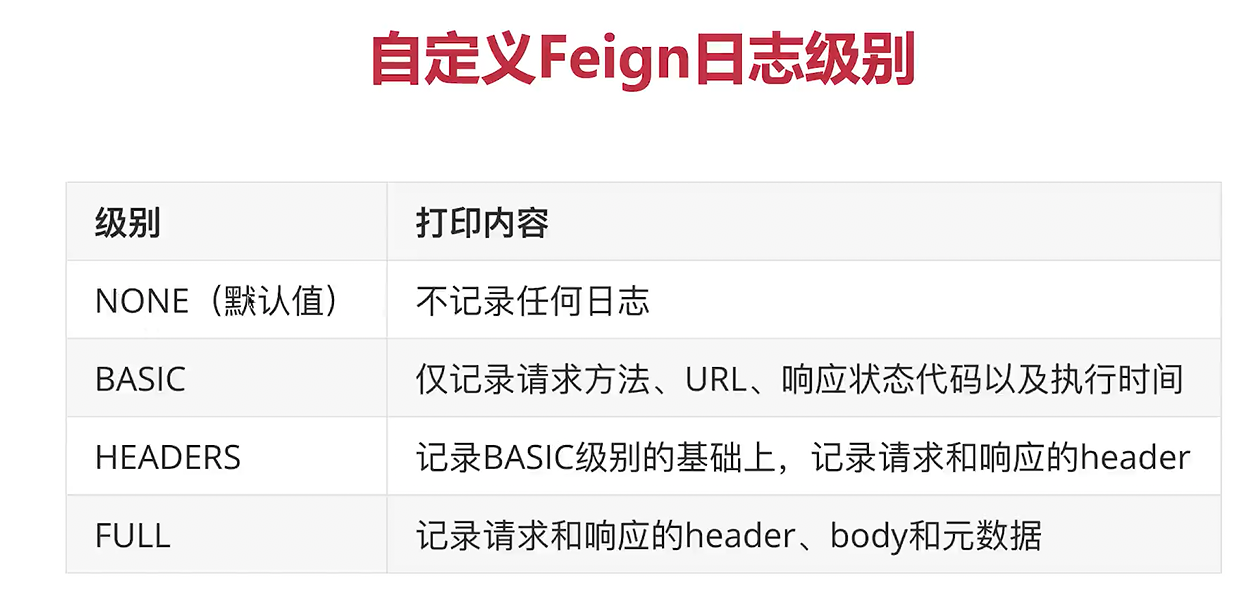 自定义Feign日志级别
级别 打印内容
NONE（默认值） 不记录任何日志
BASIC 仅记录请求方法、URL、响应状态代码以及执行时间
HEADERS 记录BASIC级别的基础上，记录请求和响应的header
FULL 记录请求和响应的header、body和元数据